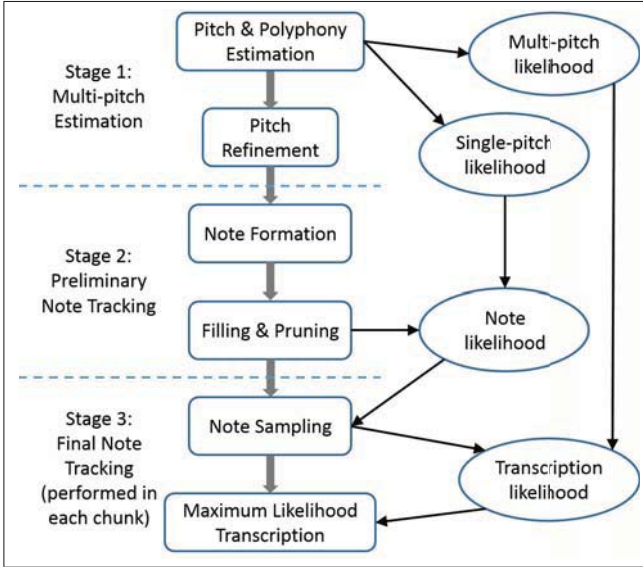 Pitch & Polyphony
Estimation
Multi-pitch
likelihood
Stage 1:
Multi-pitch
Estimation
Pitch
Refinement
Single-pitch
likelihood
Note Formation
Stage 2:
Preliminary
Note Tracking
Filling & Pruning
Note
likelihood
Stage 3:
Final Note
Tracking
(performed in
each chunk)
Note Sampling
Transcription
likelihood
Maximum Likelihood
Transcription